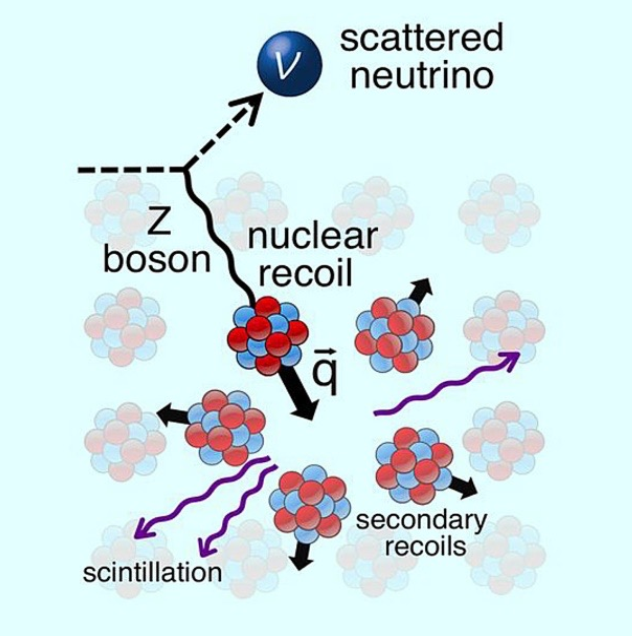 ν
scattered
neutrino
Z
boson
nuclear
recoil
q⃗
secondary
recoils
scintillation